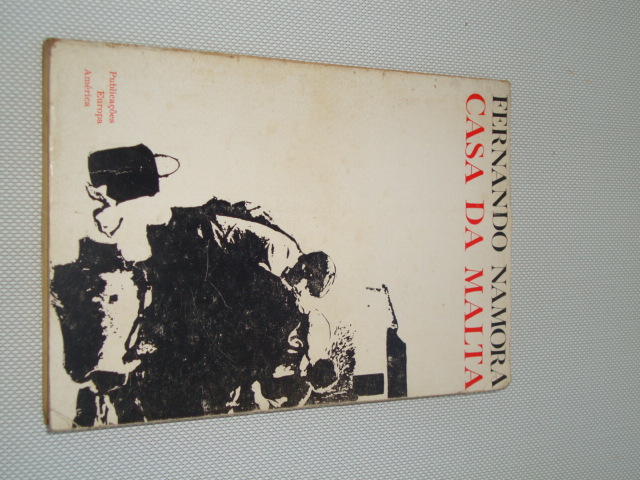 FERNANDO NAMORA
CASA DA MALTA
Publicações
Europa
América